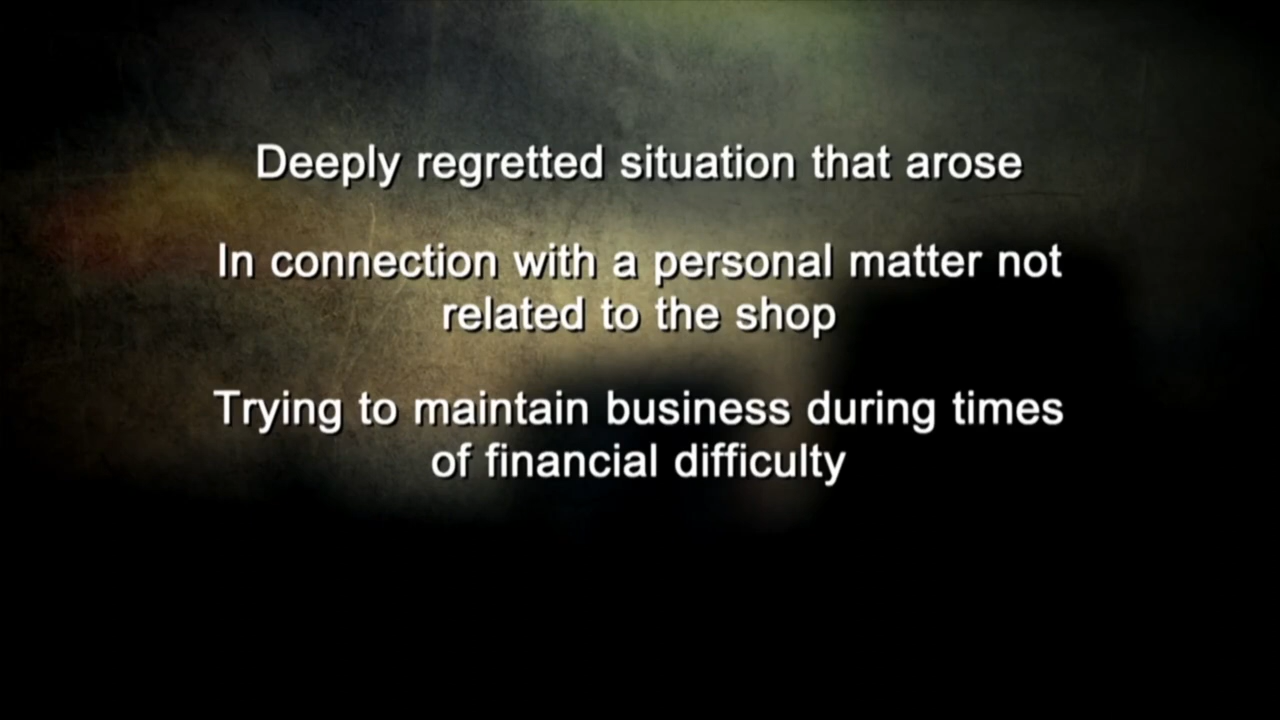 Deeply regretted situation that arose
In connection with a personal matter not
related to the shop
Trying to maintain business during times
of financial difficulty